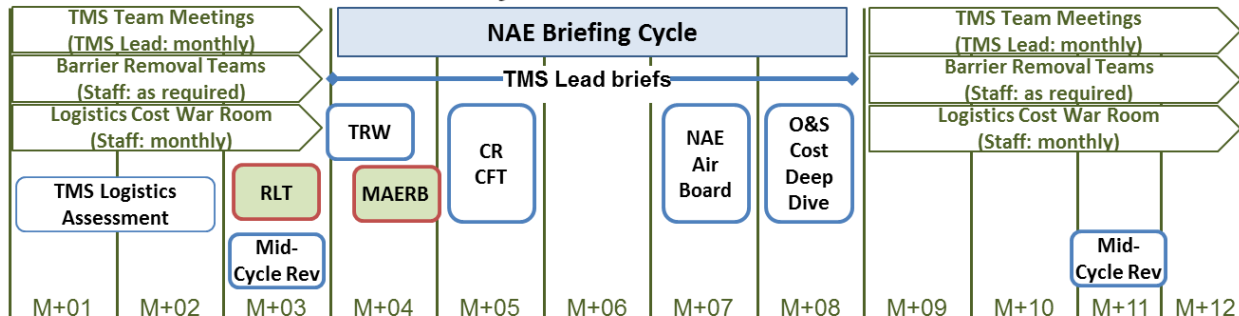 TMS Team Meetings
(TMS Lead: monthly)
Barrier Removal Teams
(Staff: as required)
Logistics Cost War Room
(Staff: monthly)
TMS Logistics
Assessment
RLT
Mid-
Cycle Rev
NAE Briefing Cycle
TMS Lead briefs
TRW
MAERB
CR
CFT
NAE
Air
Board
O&S
Cost
Deep
Dive
TMS Team Meetings
(TMS Lead: monthly)
Barrier Removal Teams
(Staff: as required)
Logistics Cost War Room
(Staff: monthly)
Mid-
Cycle Rev
M+01 M+02 M+03 M+04 M+05 M+06 M+07 M+08 M+09 M+10 M+11 M+12